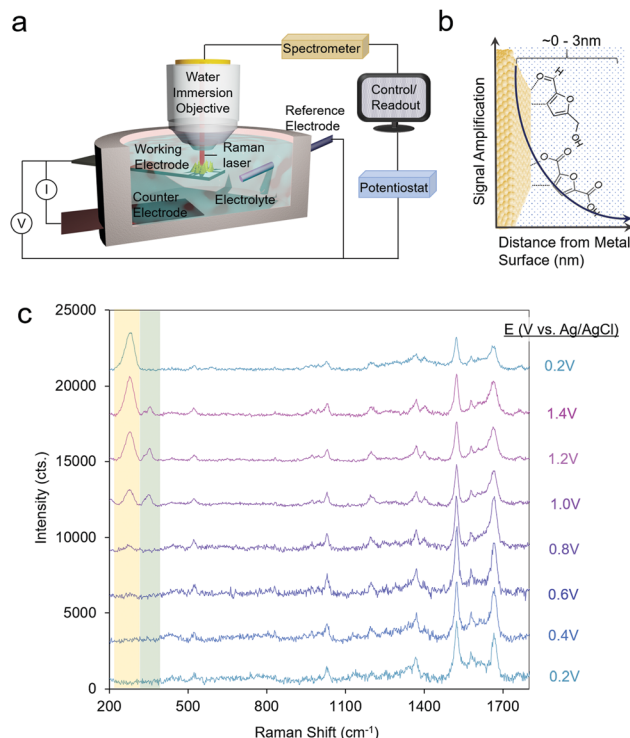 a
Spectrometer
Water
Immersion
Objective
Control/
Readout
Reference
Electrode
Working
Electrode
Raman
laser
I
V
Counter
Electrode
Electrolyte
Potentiostat
b
~0 - 3nm
Signal Amplification
O
H
O
OH
O
O
O
OH
Distance from Metal
Surface (nm)
c
E (V vs. Ag/AgCl)
25000
20000
15000
10000
5000
0
Intensity (cts.)
0.2V
1.4V
1.2V
1.0V
0.8V
0.6V
0.4V
0.2V
200
500
800
1100
1400
1700
Raman Shift (cm⁻¹)